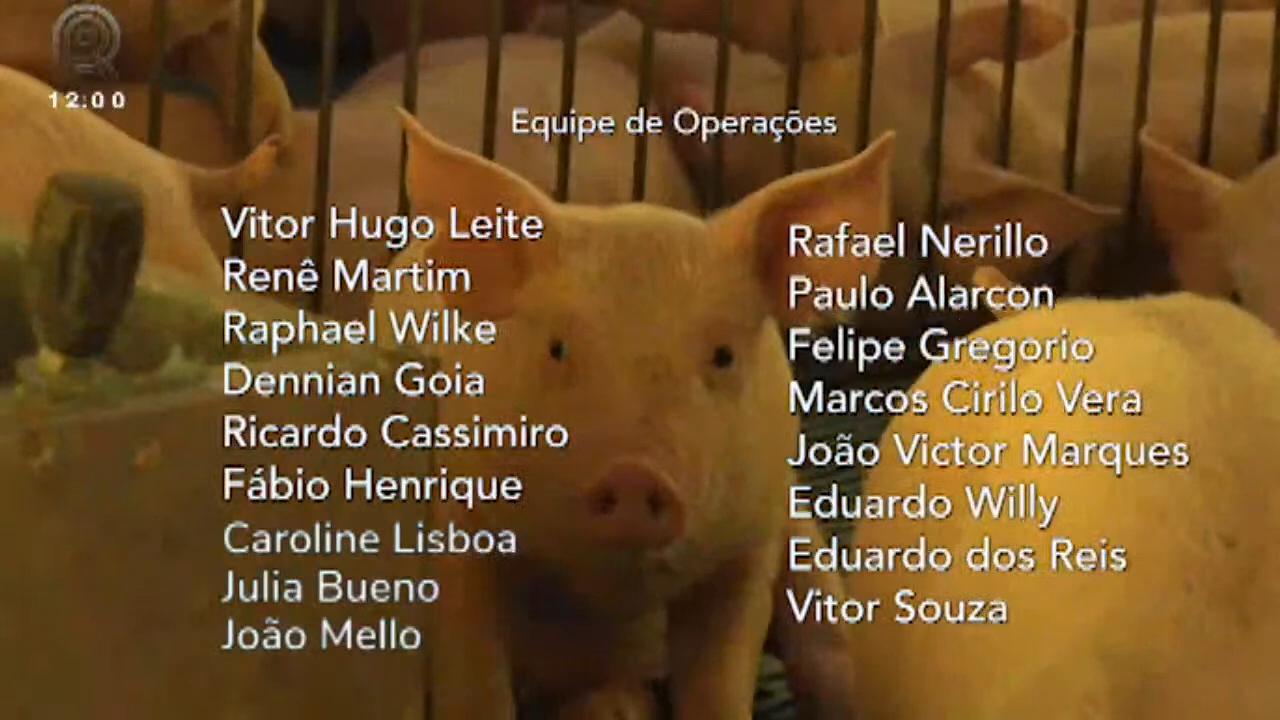 12:00
Equipe de Operações
Vitor Hugo Leite
Renê Martim
Raphael Wilke
Dennian Goia
Ricardo Cassimiro
Fábio Henrique
Caroline Lisboa
Julia Bueno
João Mello
Rafael Nerillo
Paulo Alarcon
Felipe Gregorio
Marcos Cirilo Vera
João Victor Marques
Eduardo Willy
Eduardo dos Reis
Vitor Souza